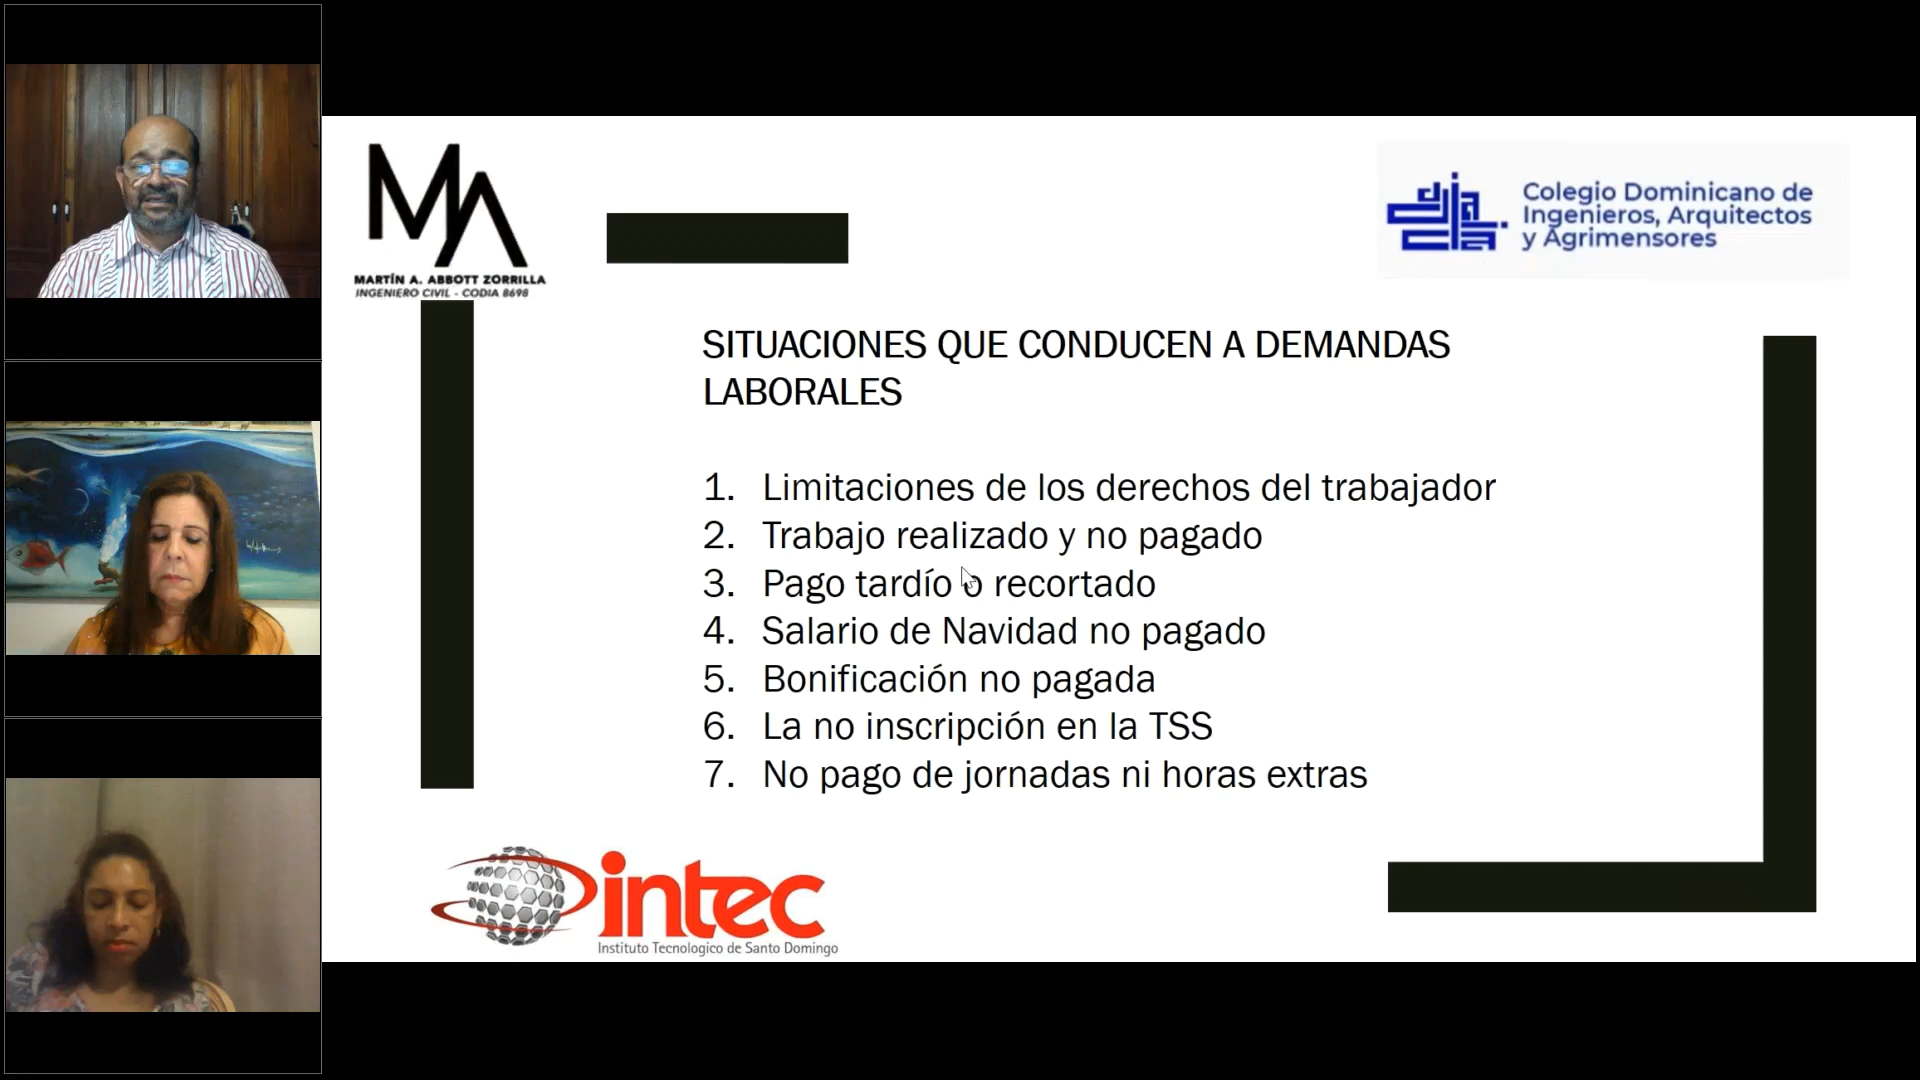 MA
MARTÍN A. ABBOTT ZORRILLA
INGENIERO CIVIL - CODIA 8698
Colegio Dominicano de
Ingenieros, Arquitectos
y Agrimensores
SITUACIONES QUE CONDUCEN A DEMANDAS
LABORALES
1. Limitaciones de los derechos del trabajador
2. Trabajo realizado y no pagado
3. Pago tardío o recortado
4. Salario de Navidad no pagado
5. Bonificación no pagada
6. La no inscripción en la TSS
7. No pago de jornadas ni horas extras
intec
Instituto Tecnologico de Santo Domingo